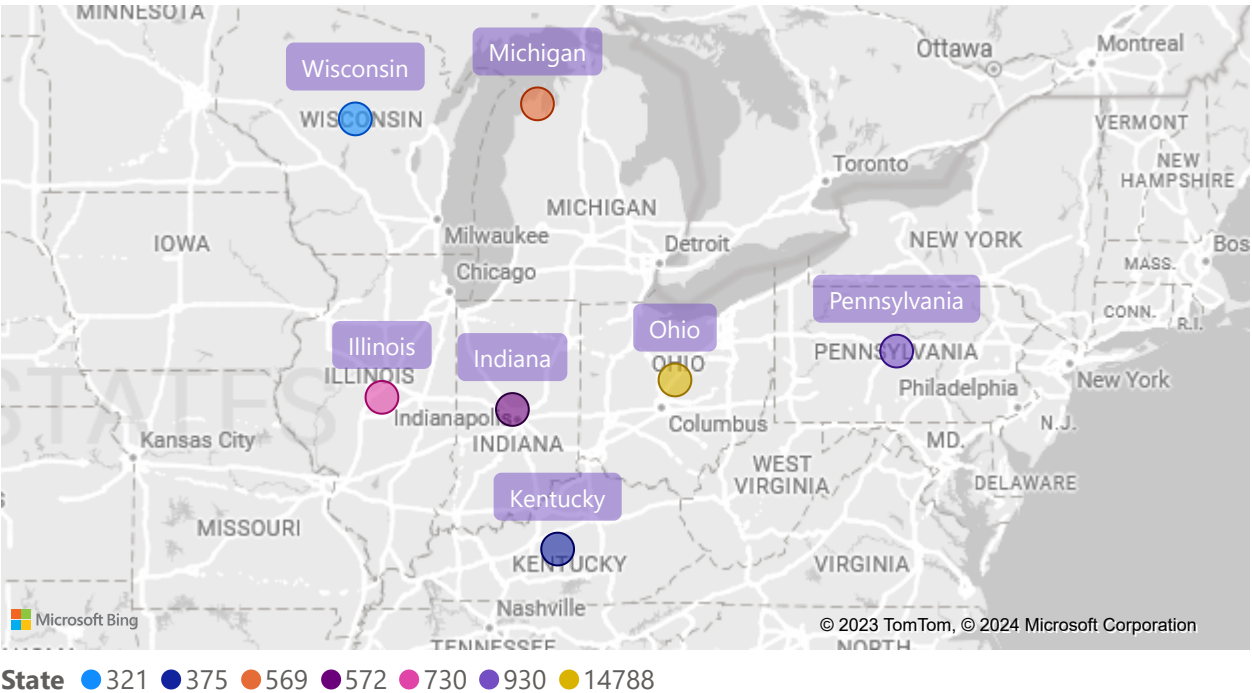 MINNESOTA
Michigan
Ottawa
Montreal
Wisconsin
WISCONSIN
VERMONT
Toronto
NEW
HAMPSHIRE
MICHIGAN
Milwaukee
Detroit
IOWA
NEW YORK
Bos
Chicago
MASS.
Pennsylvania
CONN.
R.I.
Illinois
Indiana
Ohio
OHIO
PENNSYLVANIA
ILLINOIS
Philadelphia
New York
STATES
Indianapolis
Columbus
N.J.
Kansas City
INDIANA
MD.
WEST
VIRGINIA
DELAWARE
Kentucky
MISSOURI
KENTUCKY
VIRGINIA
Nashville
Microsoft Bing
© 2023 TomTom, © 2024 Microsoft Corporation
TENNESSEE
NORTH
State 321 375 569 572 730 930 14788